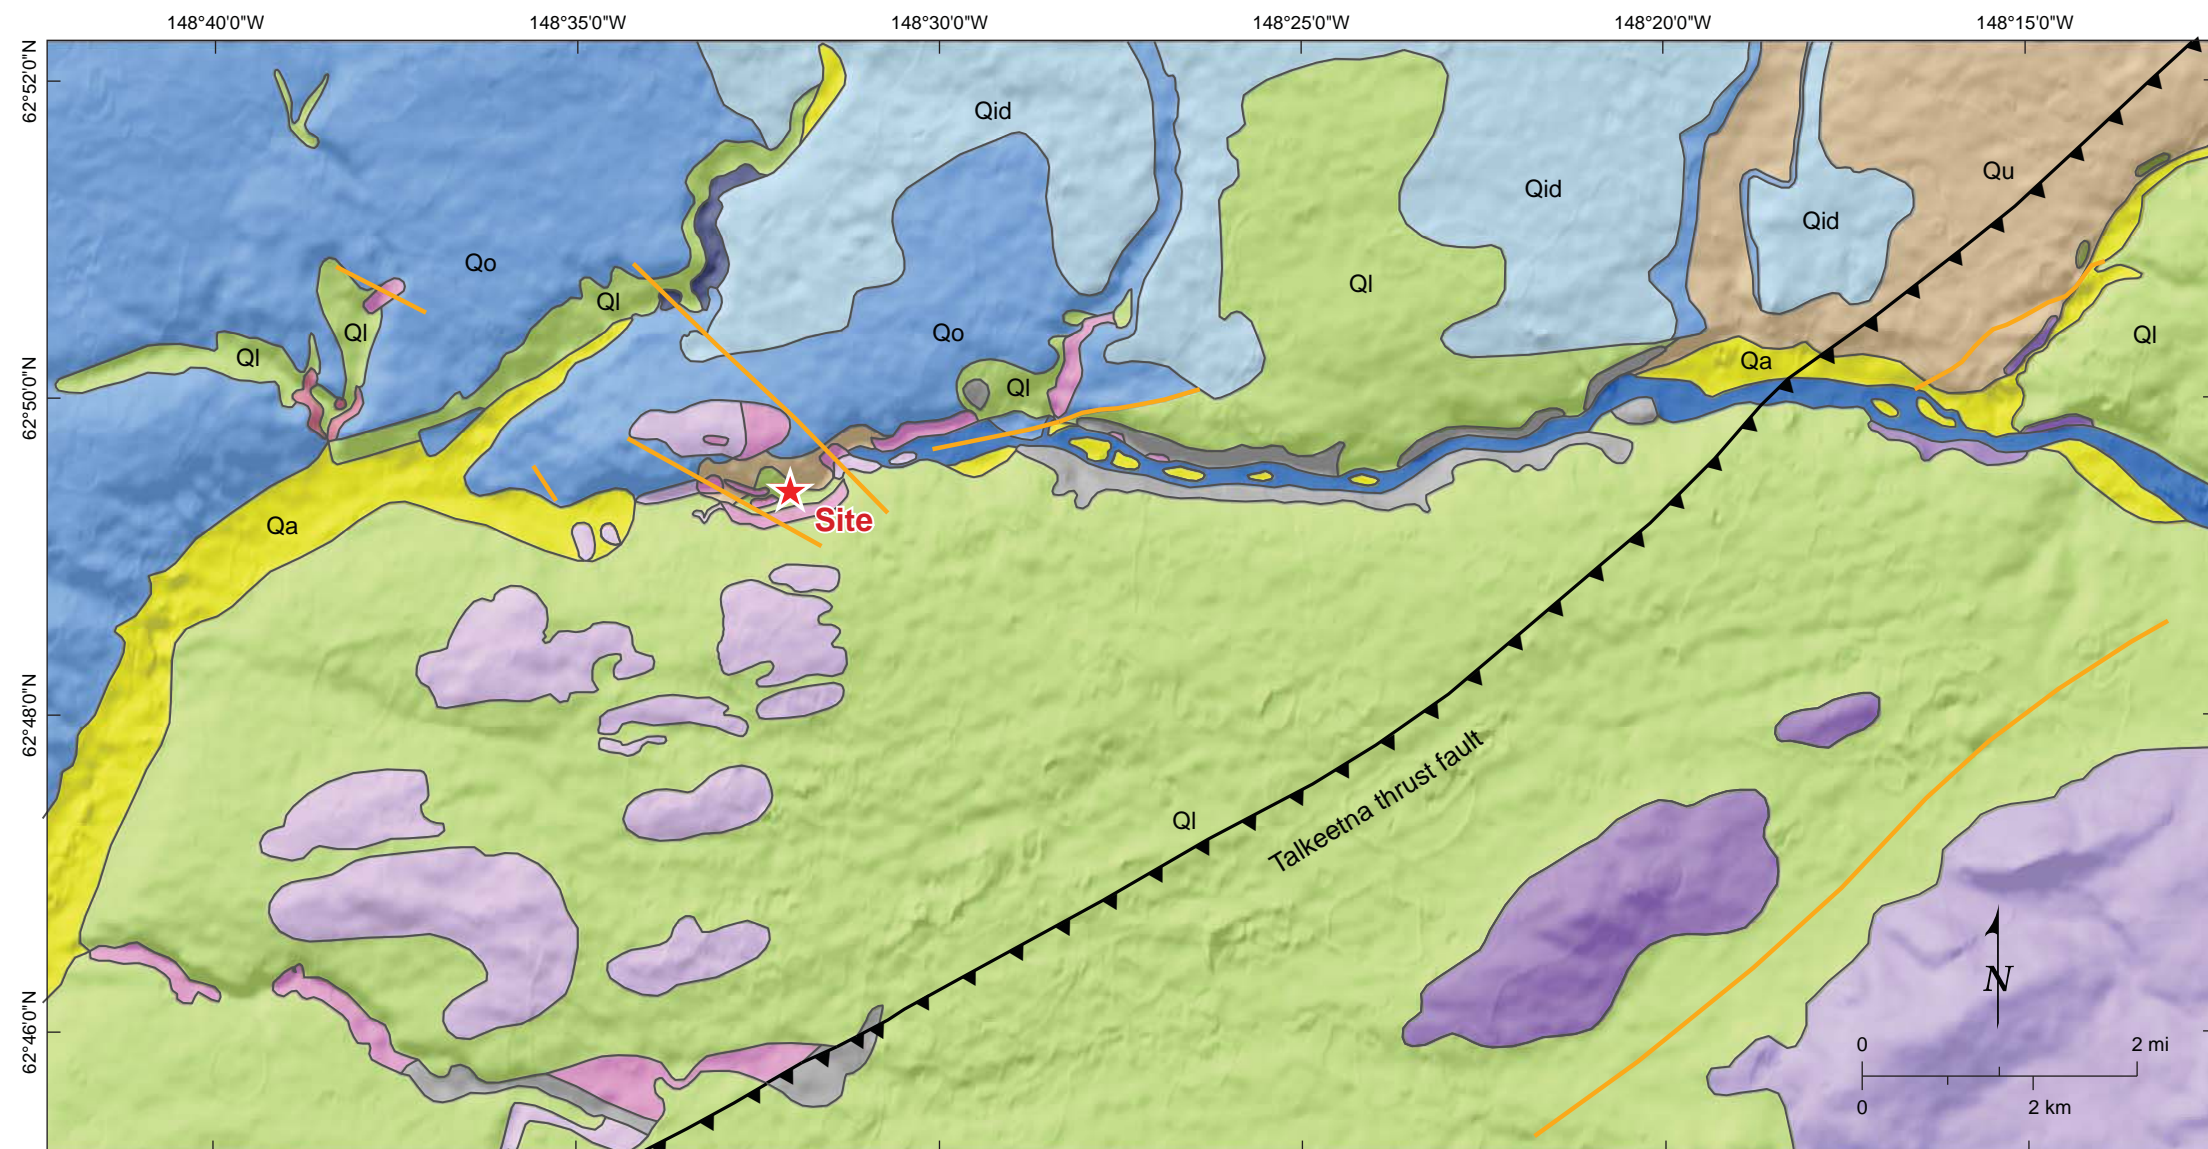 148°40'0"W
148°35'0"W
148°30'0"W
148°25'0"W
148°20'0"W
148°15'0"W
62°52'0"N
62°50'0"N
62°48'0"N
62°46'0"N
Qid
Qid
Qu
Qid
Qo
Ql
Ql
Ql
Ql
Qo
Ql
Qa
Ql
Ql
Site
Qa
Talkeetna thrust fault
Ql
N
0
2 mi
0
2 km